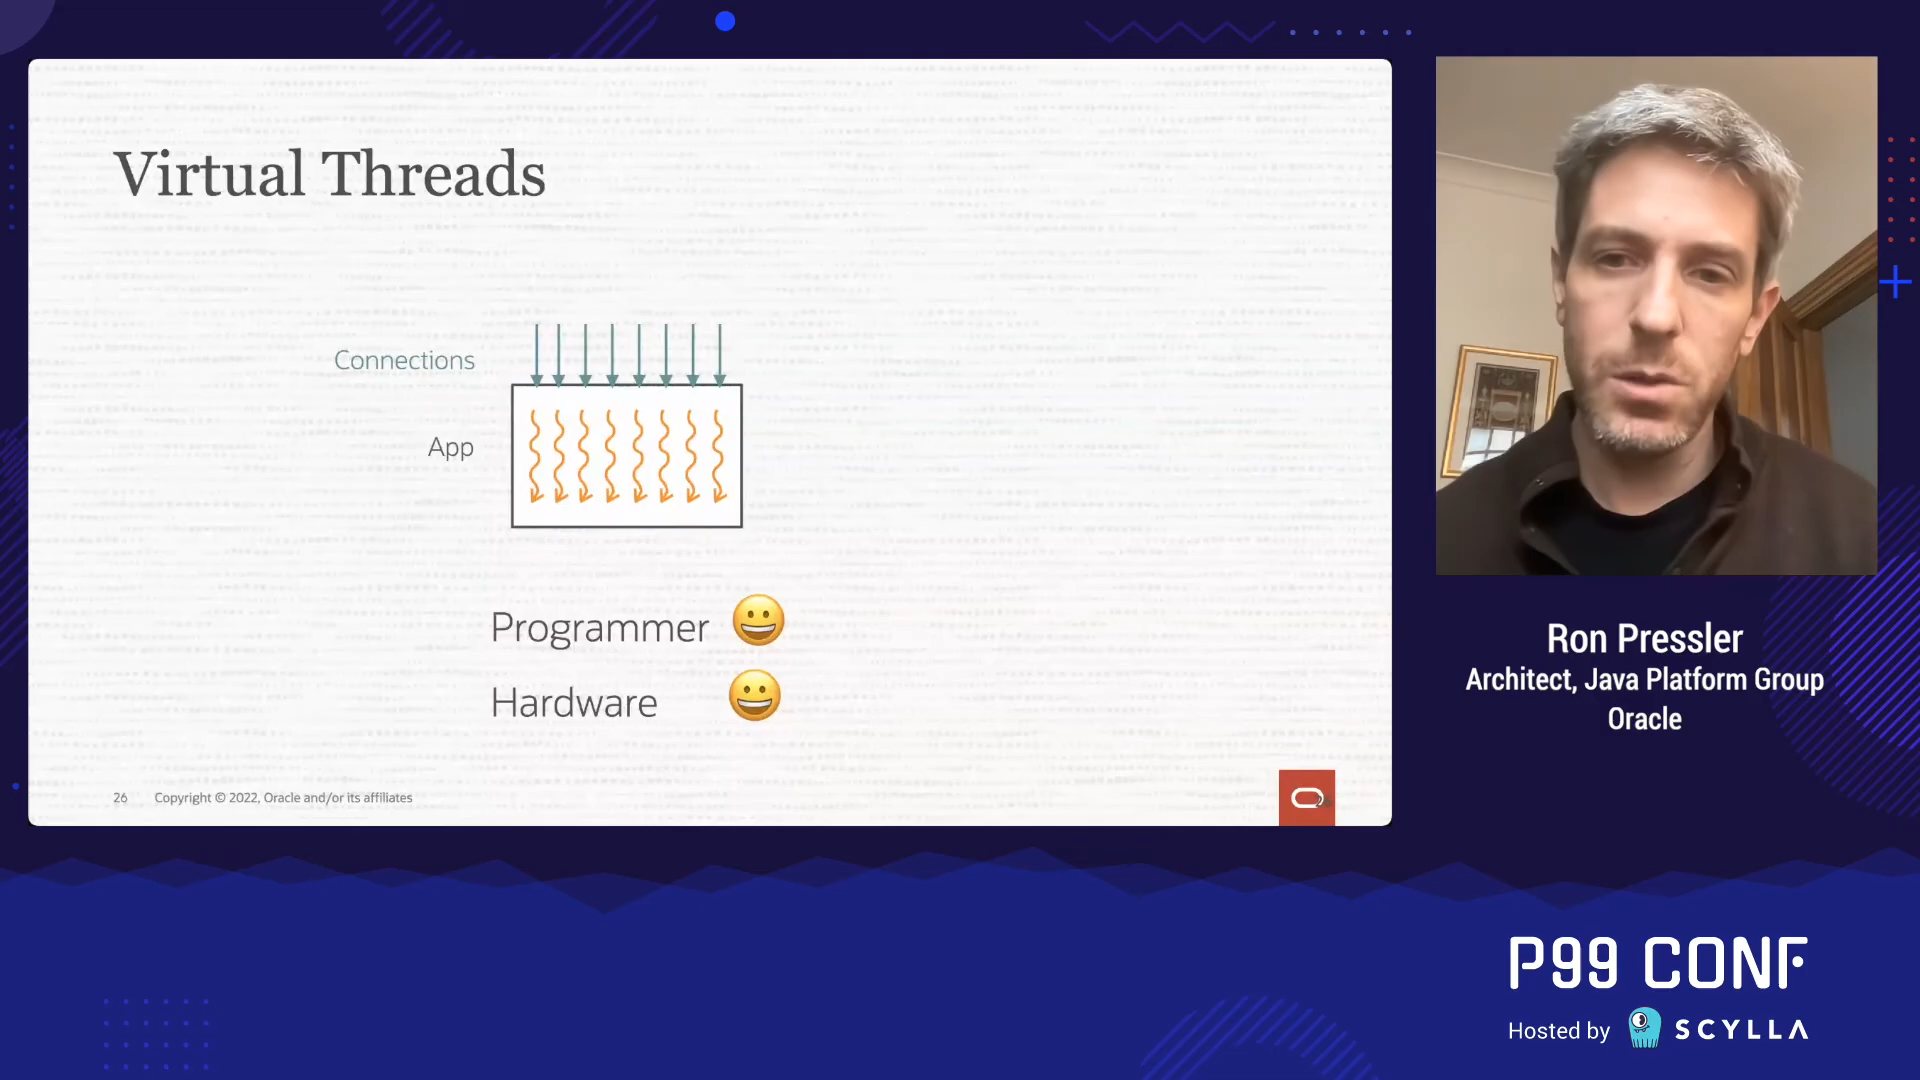 Virtual Threads
Connections
App
Programmer
Hardware
26 Copyright © 2022, Oracle and/or its affiliates
Ron Pressler
Architect, Java Platform Group
Oracle
P99 CONF
Hosted by SCYLLA